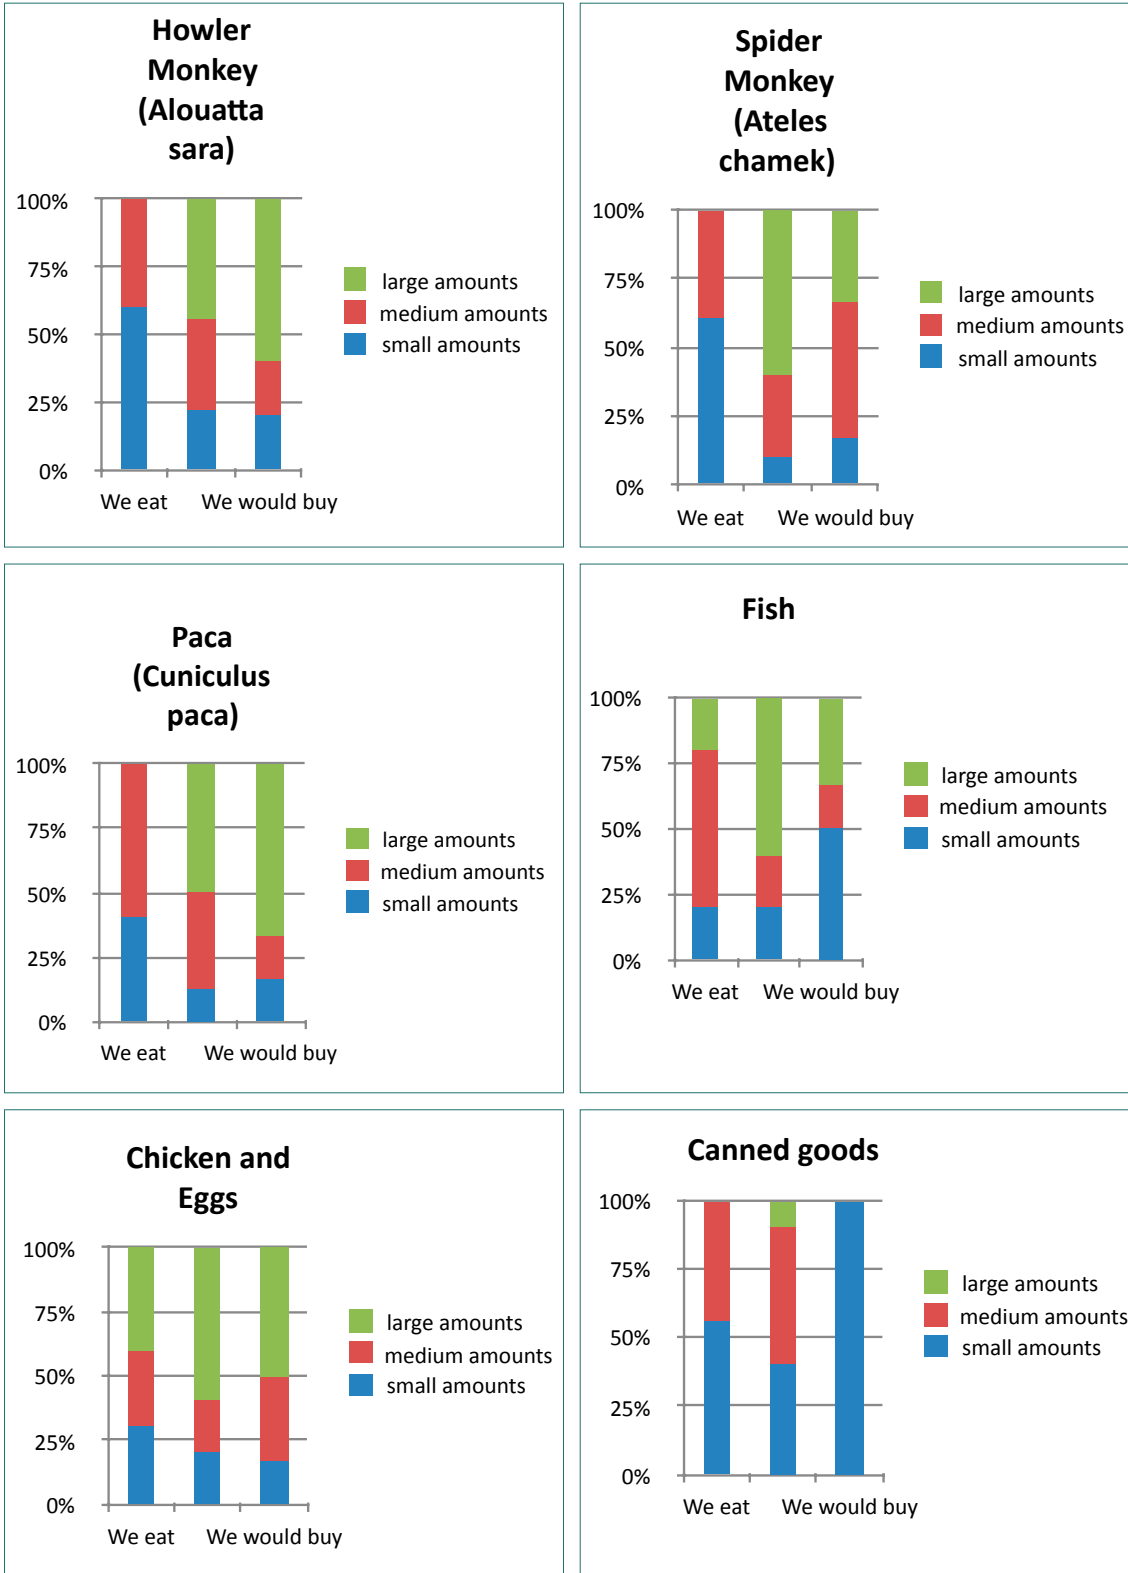 Howler
Monkey
(Alouatta
sara)
100%
75%
50%
25%
0%
We eat We would buy
large amounts
medium amounts
small amounts
Spider
Monkey
(Ateles
chamek)
100%
75%
50%
25%
0%
We eat We would buy
large amounts
medium amounts
small amounts
Paca
(Cuniculus
paca)
100%
75%
50%
25%
0%
We eat We would buy
large amounts
medium amounts
small amounts
Fish
100%
75%
50%
25%
0%
We eat We would buy
large amounts
medium amounts
small amounts
Chicken and
Eggs
100%
75%
50%
25%
0%
We eat We would buy
large amounts
medium amounts
small amounts
Canned goods
100%
75%
50%
25%
0%
We eat We would buy
large amounts
medium amounts
small amounts